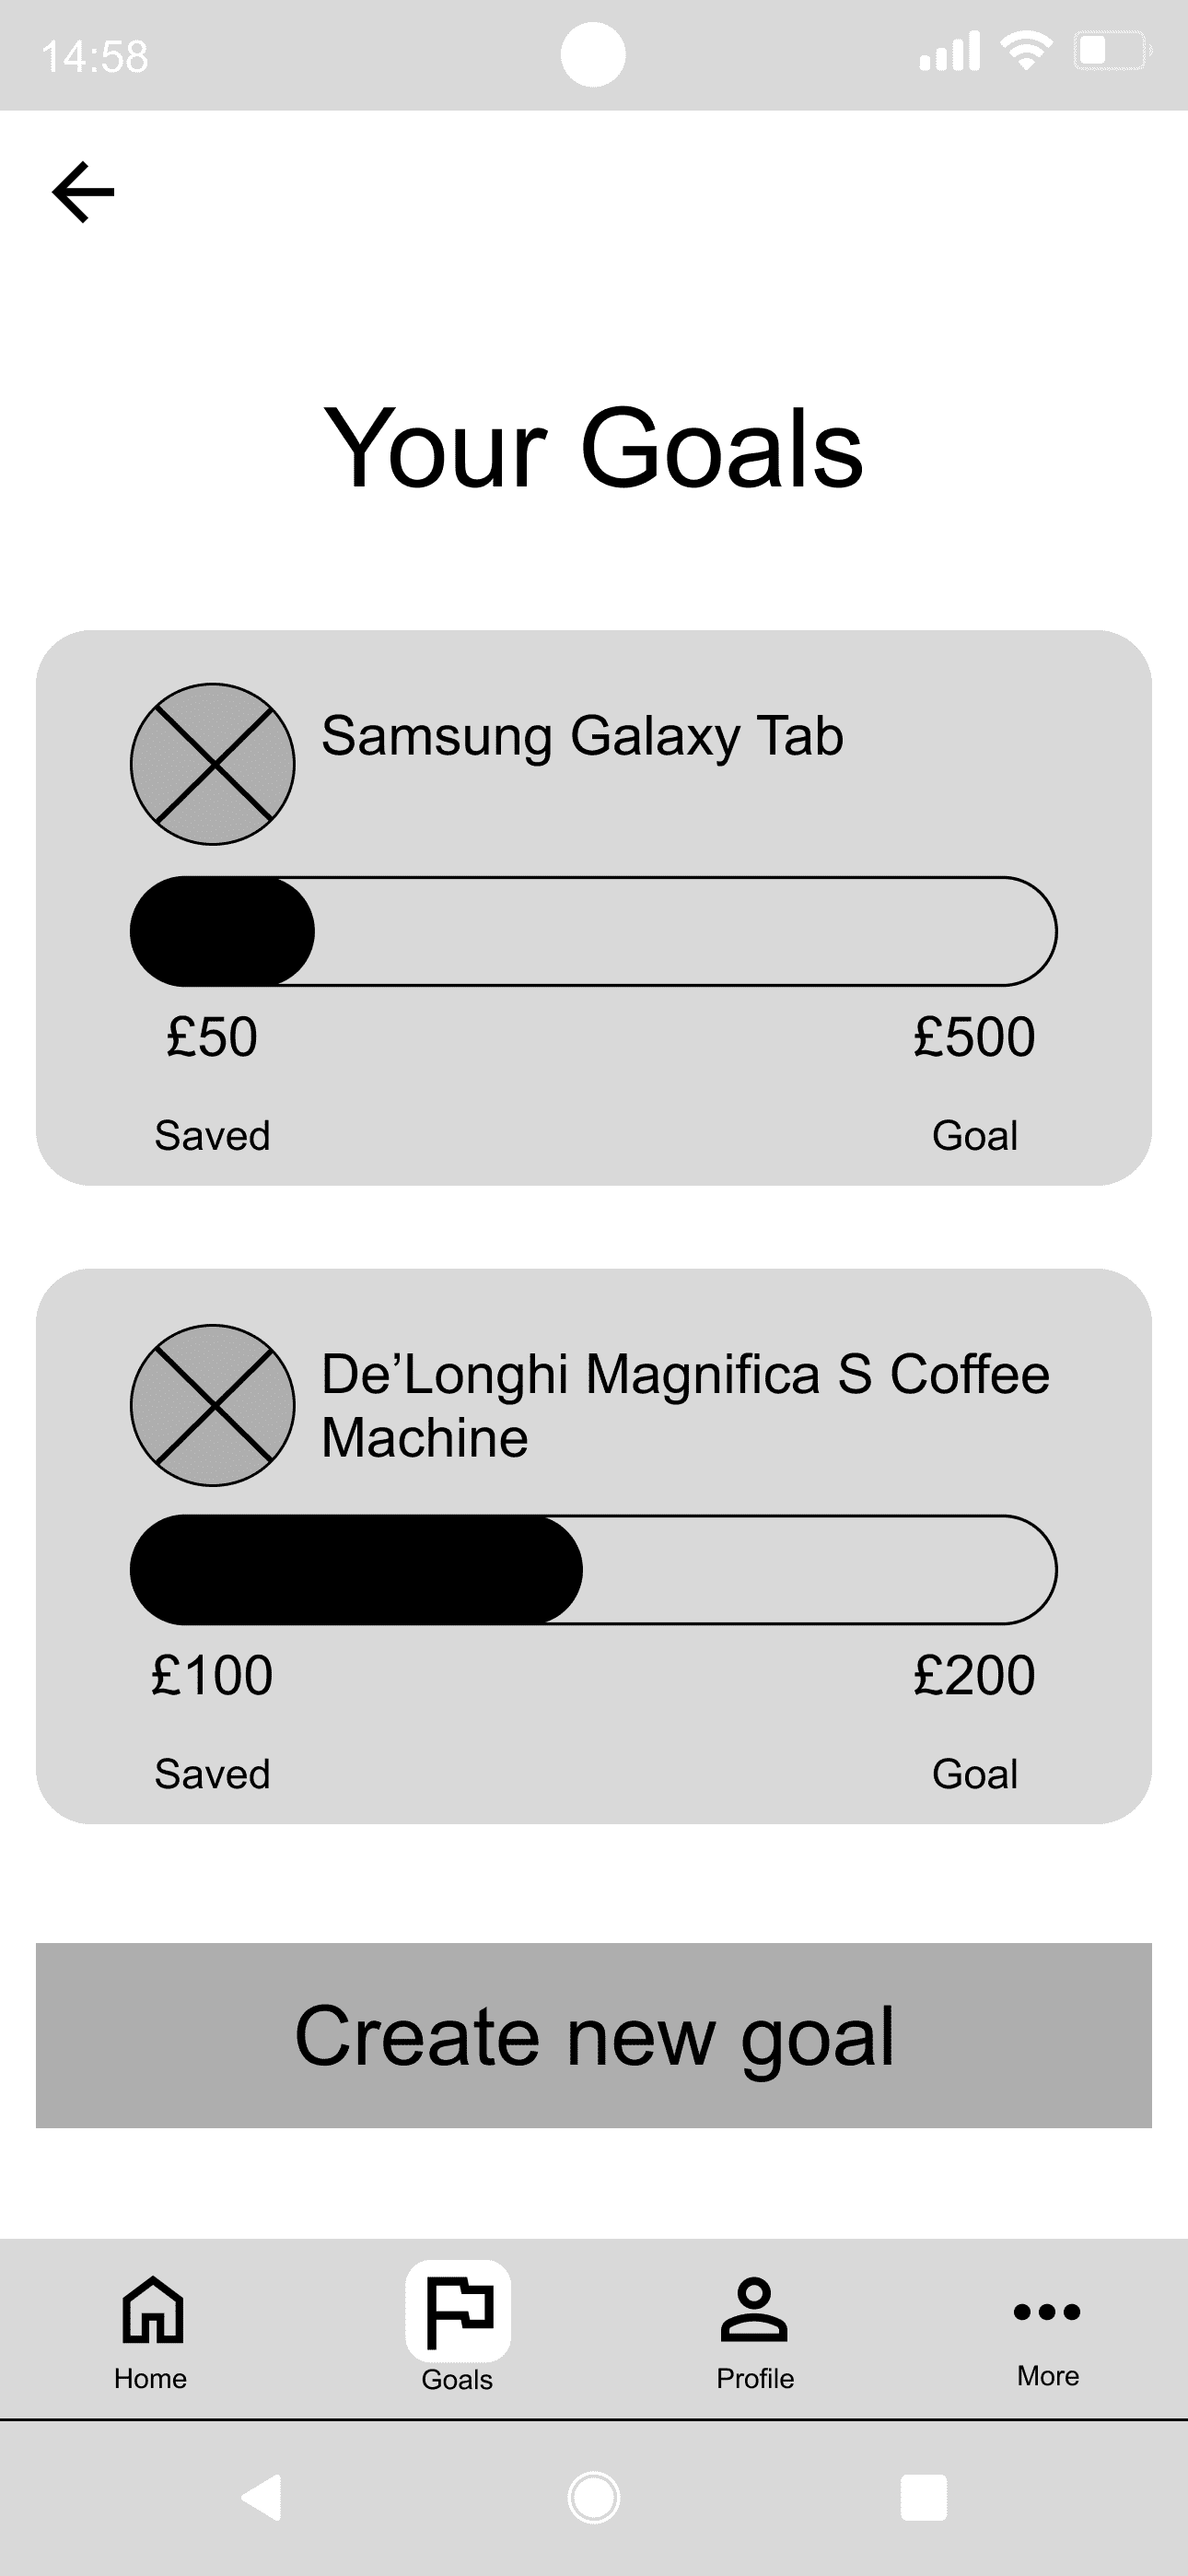 14:58
Your Goals
Samsung Galaxy Tab
£50
£500
Saved
Goal
De’Longhi Magnifica S Coffee
Machine
£100
£200
Saved
Goal
Create new goal
Home
Goals
Profile
More